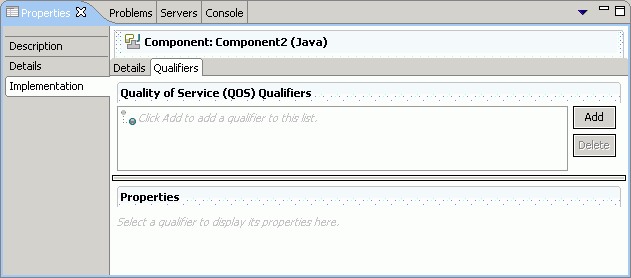 Properties Problems Servers Console
Component: Component2 (Java)
Description
Details
Implementation
Details Qualifiers
Quality of Service (QOS) Qualifiers
Click Add to add a qualifier to this list.
Add
Delete
Properties
Select a qualifier to display its properties here.